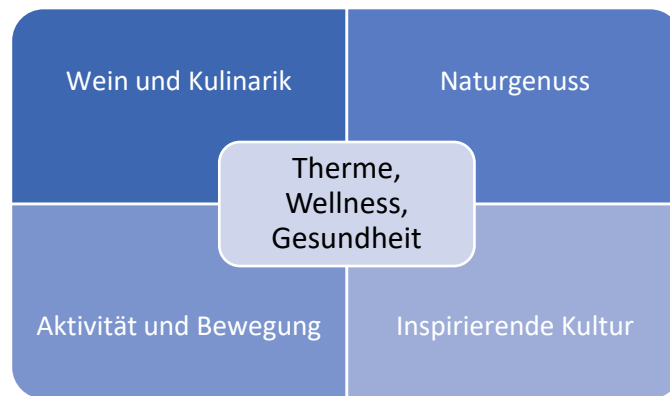 Wein und Kulinarik
Naturgenuss
Therme,
Wellness,
Gesundheit
Aktivität und Bewegung
Inspirierende Kultur